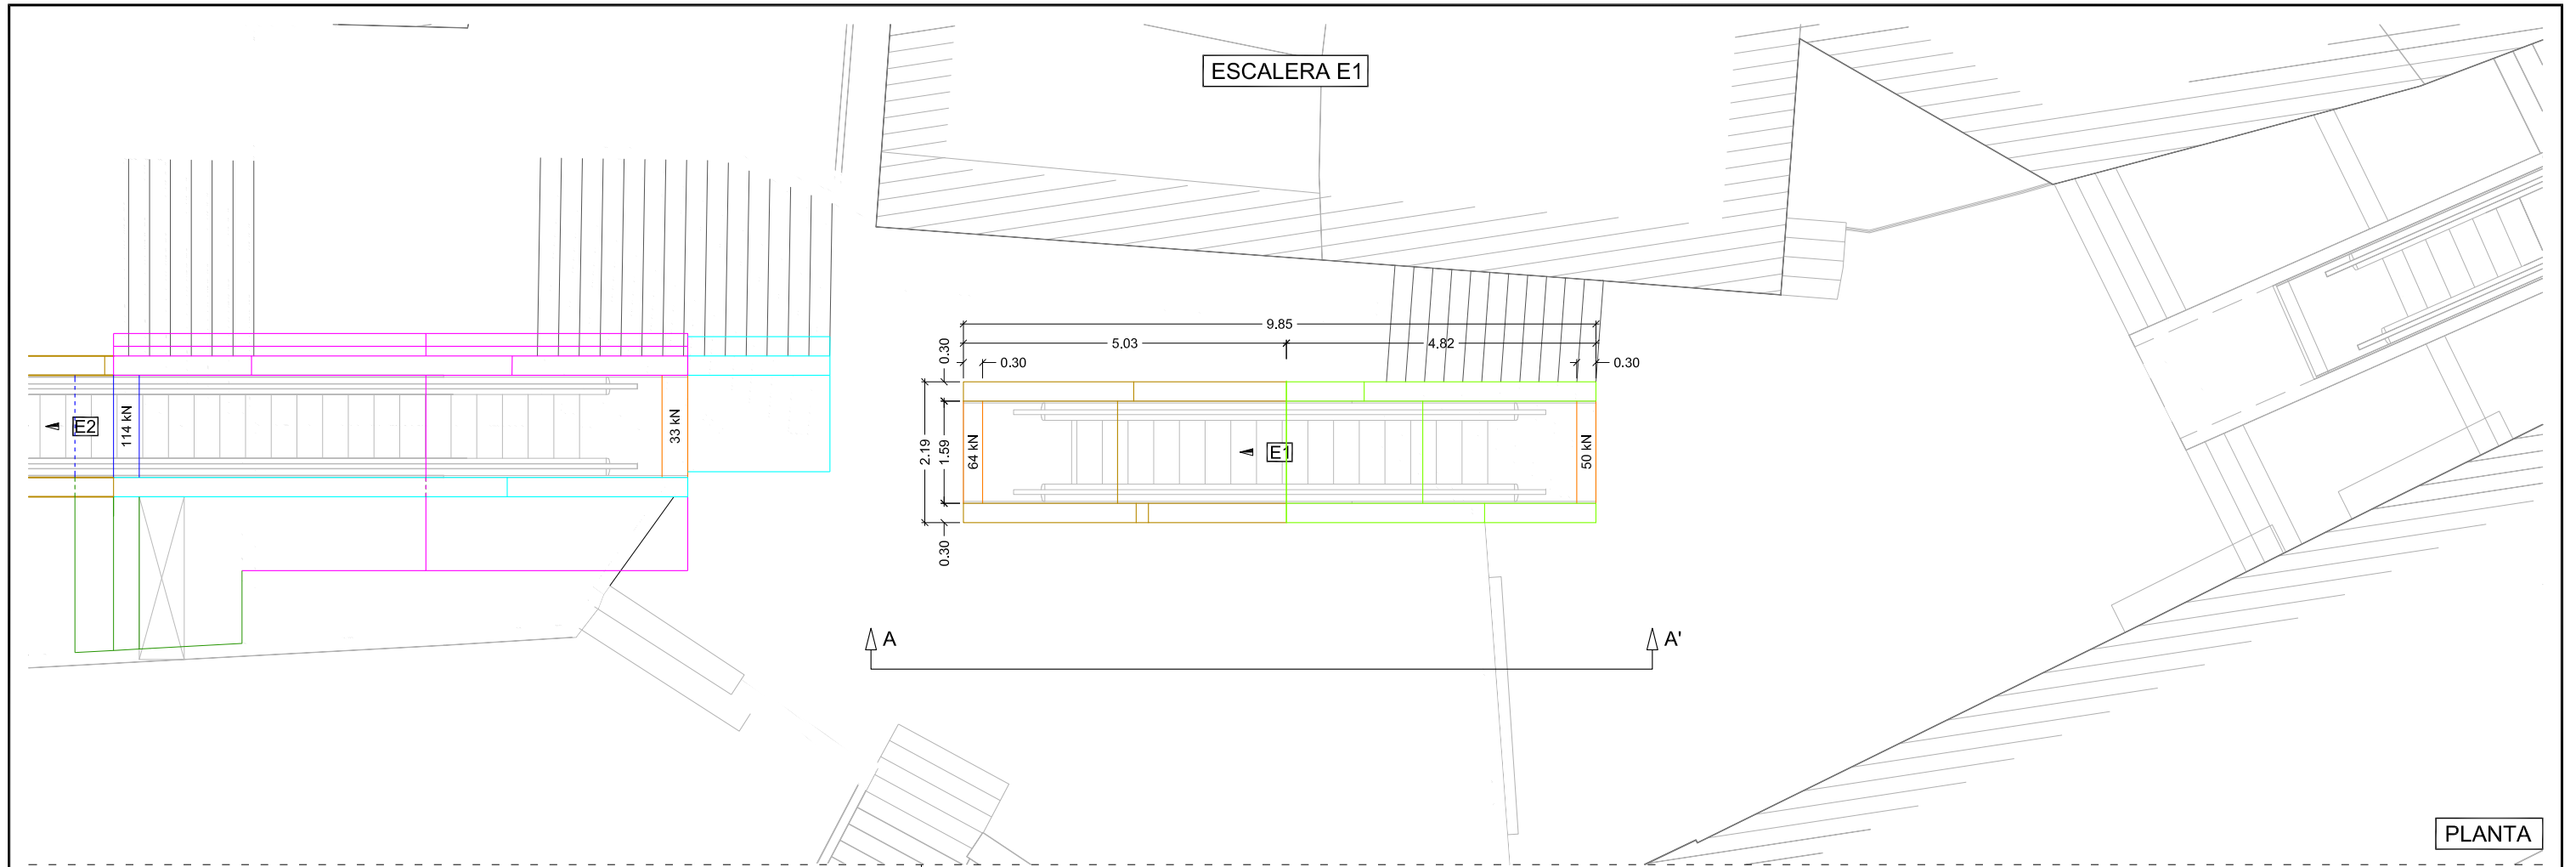 ESCALERA E1
9.85
5.03
4.82
0.30
0.30
0.30
2.19
1.59
64 kN
E1
50 kN
0.30
E2
114 kN
33 kN
A
A'
PLANTA